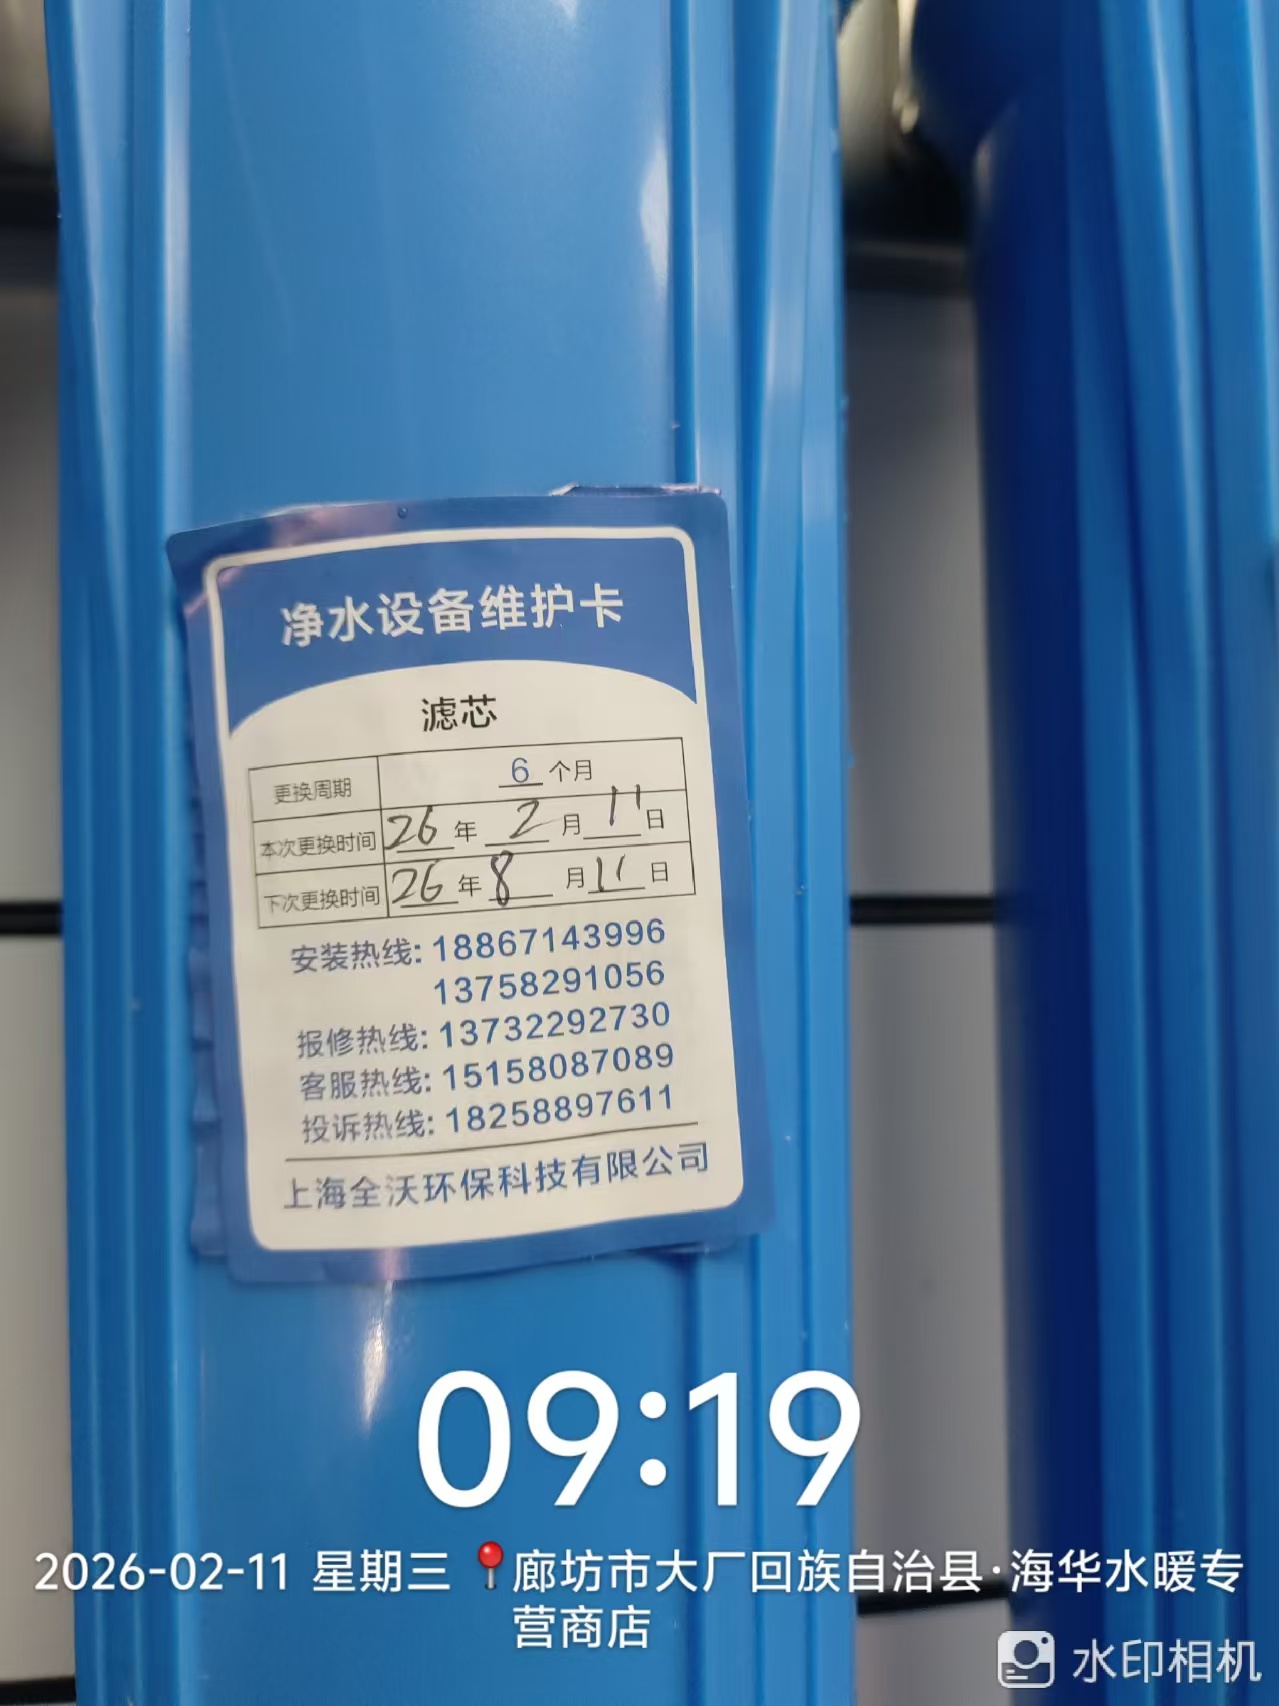 净水设备维护卡
滤芯
更换周期 6 个月
本次更换时间 26 年 2 月 11 日
下次更换时间 26 年 8 月 11 日
安装热线: 18867143996
13758291056
报修热线: 13732292730
客服热线: 15158087089
投诉热线: 18258897611
上海全沃环保科技有限公司
09:19
2026-02-11 星期三 📍廊坊市大厂回族自治县·海华水暖专
营商店
水印相机